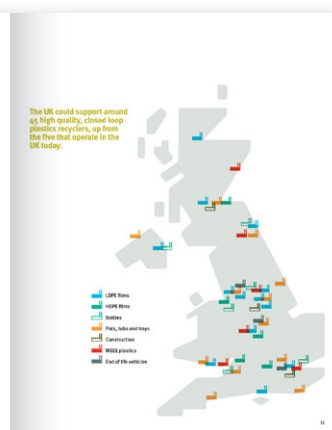 The UK could support around
45 high quality, closed loop
plastics recyclers, up from
the five that operate in the
UK today.
LDPE films
HDPE films
Bottles
Pots, tubs and trays
Construction
WEEE plastics
End of life vehicles